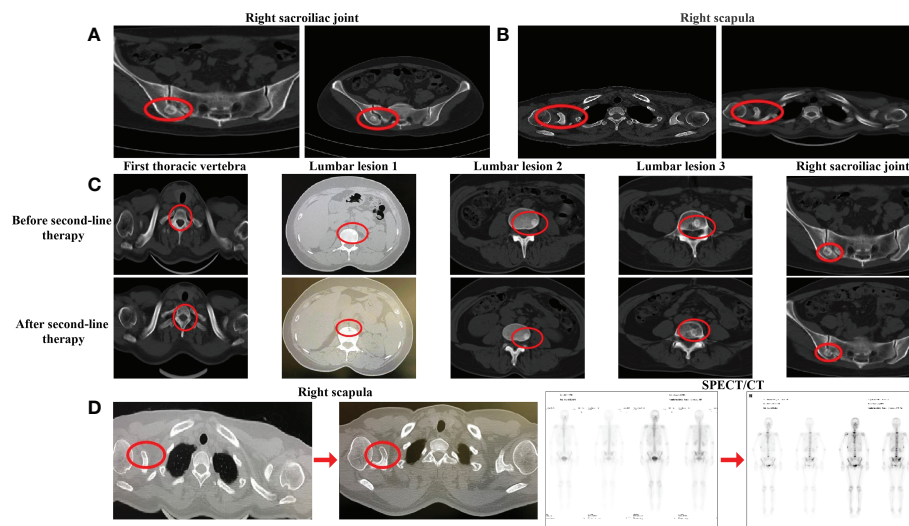 Right sacroiliac joint
A
B
Right scapula
C
First thoracic vertebra
Lumbar lesion 1
Lumbar lesion 2
Lumbar lesion 3
Right sacroiliac joint
Before second-line
therapy
After second-line
therapy
D
Right scapula
SPECT/CT